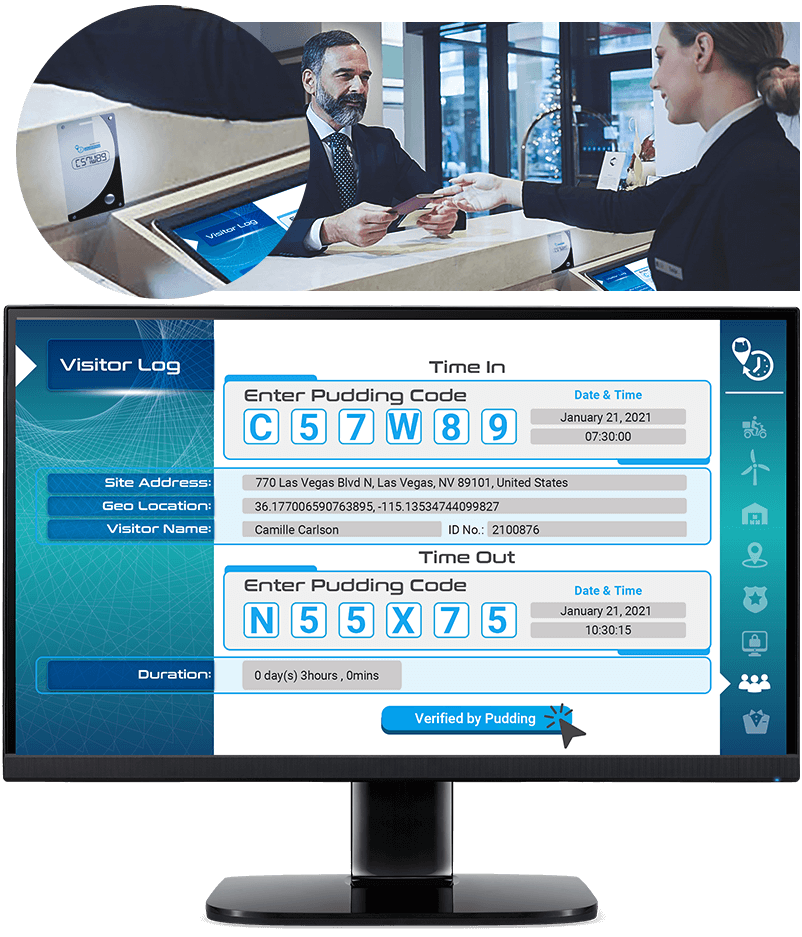 C57W89
Visitor Log
Visitor Log
Time In
Enter Pudding Code
Date & Time
C 5 7 W 8 9
January 21, 2021
07:30:00
Site Address: 770 Las Vegas Blvd N, Las Vegas, NV 89101, United States
Geo Location: 36.177006590763895, -115.13534744099827
Visitor Name: Camille Carlson ID No.: 2100876
Time Out
Enter Pudding Code
Date & Time
N 5 5 X 7 5
January 21, 2021
10:30:15
Duration: 0 day(s) 3hours , 0mins
Verified by Pudding